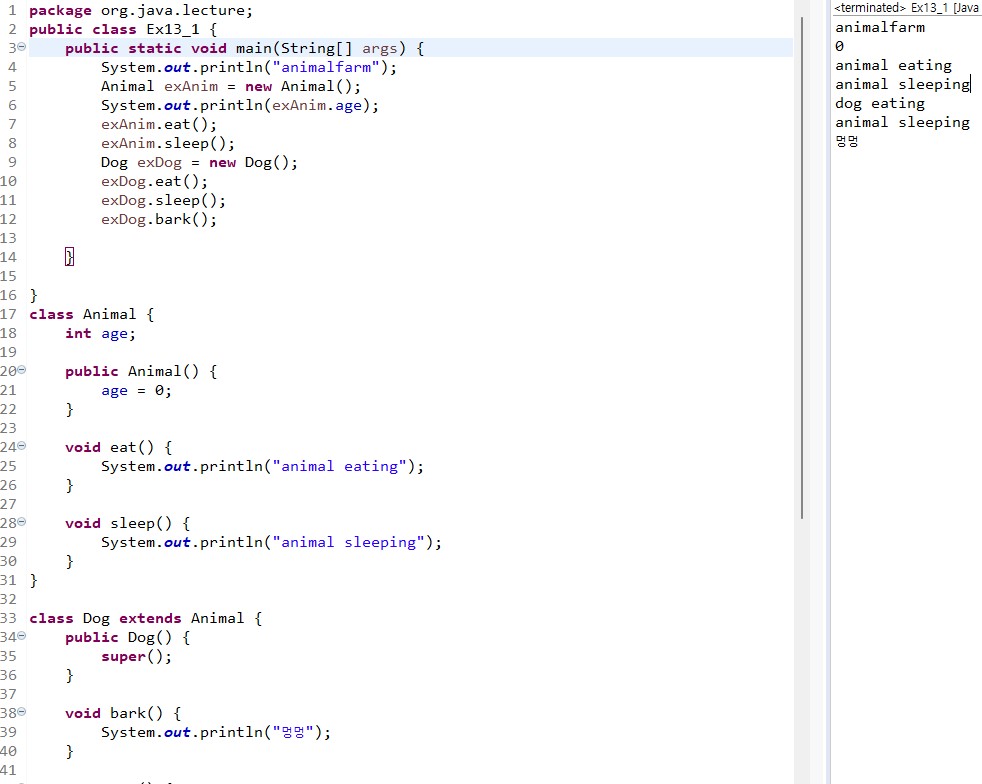 1 package org.java.lecture;
2 public class Ex13_1 {
3 public static void main(String[] args) {
4 System.out.println("animalfarm");
5 Animal exAnim = new Animal();
6 System.out.println(exAnim.age);
7 exAnim.eat();
8 exAnim.sleep();
9 Dog exDog = new Dog();
10 exDog.eat();
11 exDog.sleep();
12 exDog.bark();
13
14 }
15
16 }
17 class Animal {
18 int age;
19
20 public Animal() {
21 age = 0;
22 }
23
24 void eat() {
25 System.out.println("animal eating");
26 }
27
28 void sleep() {
29 System.out.println("animal sleeping");
30 }
31 }
32
33 class Dog extends Animal {
34 public Dog() {
35 super();
36 }
37
38 void bark() {
39 System.out.println("멍멍");
40 }
41
<terminated> Ex13_1 [Java
animalfarm
0
animal eating
animal sleeping
dog eating
animal sleeping
멍멍